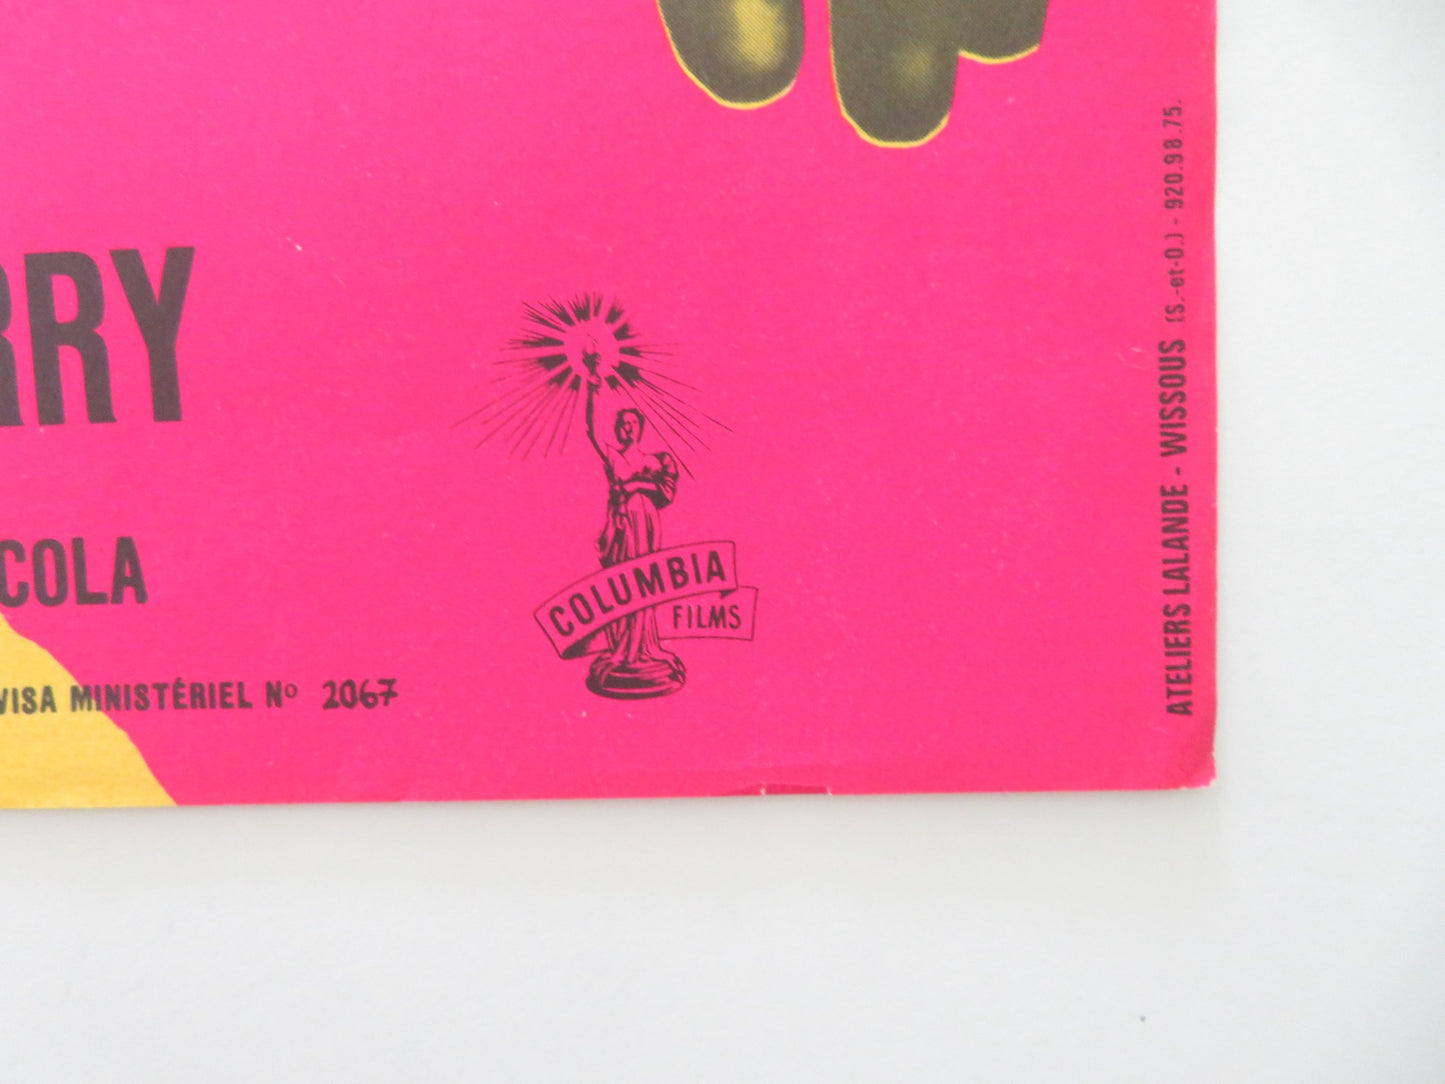 RRY
COLA
VISA MINISTÉRIEL Nº 2067
COLUMBIA
FILMS
ATELIERS LALANDE - WISSOUS (S.-et-O.) - 920.98.75.